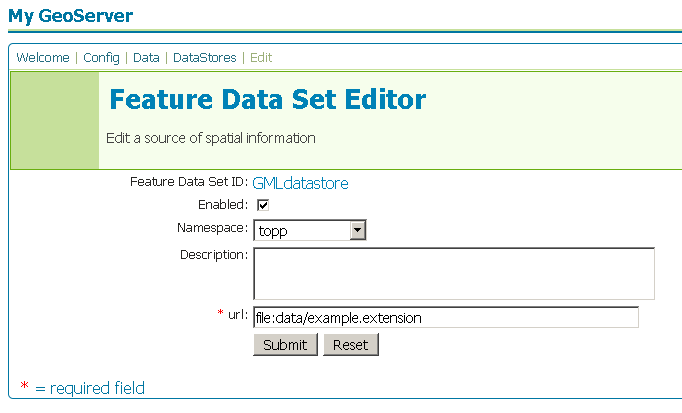 My GeoServer
Welcome | Config | Data | DataStores | Edit
Feature Data Set Editor
Edit a source of spatial information
Feature Data Set ID: GMLdatastore
Enabled:
Namespace: topp
Description:
* url: file:data/example.extension
Submit Reset
* = required field